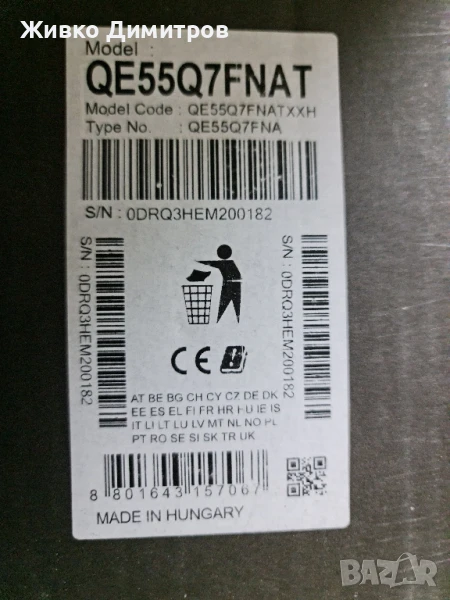 Живко Димитров
Model :
QE55Q7FNAT
Model Code : QE55Q7FNATXXH
Type No. : QE55Q7FNA
S/N : 0DRQ3HEM200182
S/N : 0DRQ3HEM200182
S/N : 0DRQ3HEM200182
CE
AT BE BG CH CY CZ DE DK
EE ES EL FI FR HR HU IE IS
IT LI LT LU LV MT NL NO PL
PT RO SE SI SK TR UK
8 801643 157067
MADE IN HUNGARY
BAZAR